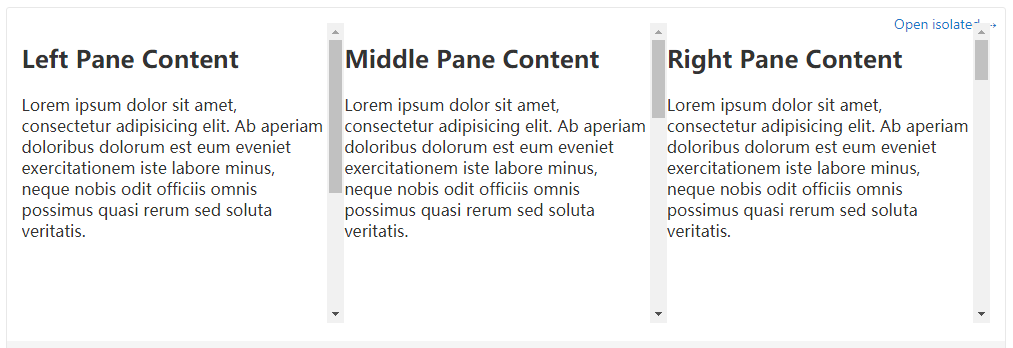 Open isolated →
Left Pane Content
Lorem ipsum dolor sit amet,
consectetur adipisicing elit. Ab aperiam
doloribus dolorum est eum eveniet
exercitationem iste labore minus,
neque nobis odit officiis omnis
possimus quasi rerum sed soluta
veritatis.
Middle Pane Content
Lorem ipsum dolor sit amet,
consectetur adipisicing elit. Ab aperiam
doloribus dolorum est eum eveniet
exercitationem iste labore minus,
neque nobis odit officiis omnis
possimus quasi rerum sed soluta
veritatis.
Right Pane Content
Lorem ipsum dolor sit amet,
consectetur adipisicing elit. Ab aperiam
doloribus dolorum est eum eveniet
exercitationem iste labore minus,
neque nobis odit officiis omnis
possimus quasi rerum sed soluta
veritatis.